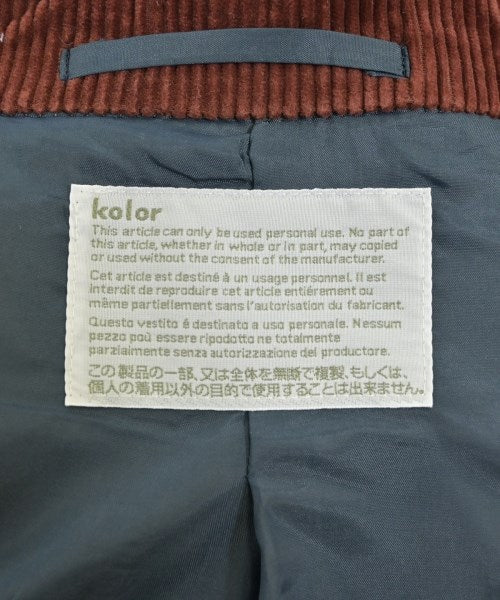 kolor
This article can only be used personal use. No part of
this article, whether in whole or in part, may copied
or used without the consent of the manufacturer.
Cet article est destiné à un usage personnel. Il est
interdit de reproduire cet article entiérement ou
même partiellement sans l'autorisation du fabricant.
Questo vestito é destinato a uso personale. Nessum
pezzo può essere ripodotto ne totalmente
parzialmente senza autorizzazione del productore.
この製品の一部、又は全体を無断で複製、もしくは、
個人の着用以外の目的で使用することは出来ません。